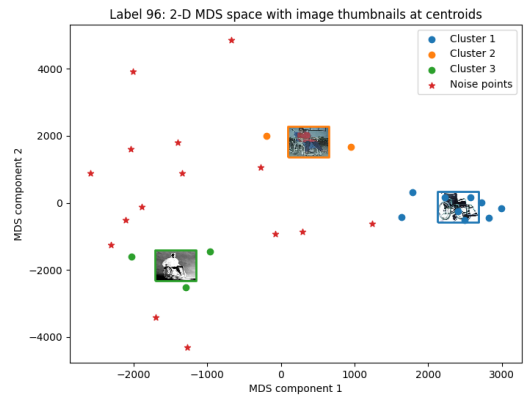 Label 96: 2-D MDS space with image thumbnails at centroids
Cluster 1
Cluster 2
Cluster 3
Noise points
4000
2000
0
−2000
−4000
MDS component 2
−2000
−1000
0
1000
2000
3000
MDS component 1